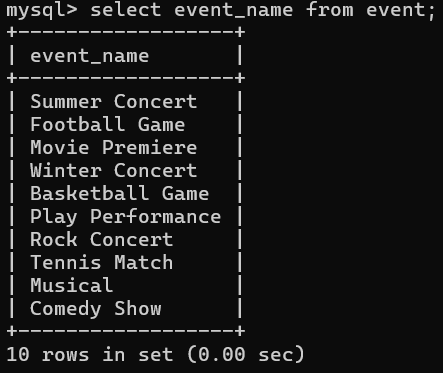 mysql> select event_name from event;
+------------------+
| event_name       |
+------------------+
| Summer Concert   |
| Football Game    |
| Movie Premiere   |
| Winter Concert   |
| Basketball Game  |
| Play Performance |
| Rock Concert     |
| Tennis Match     |
| Musical          |
| Comedy Show      |
+------------------+
10 rows in set (0.00 sec)